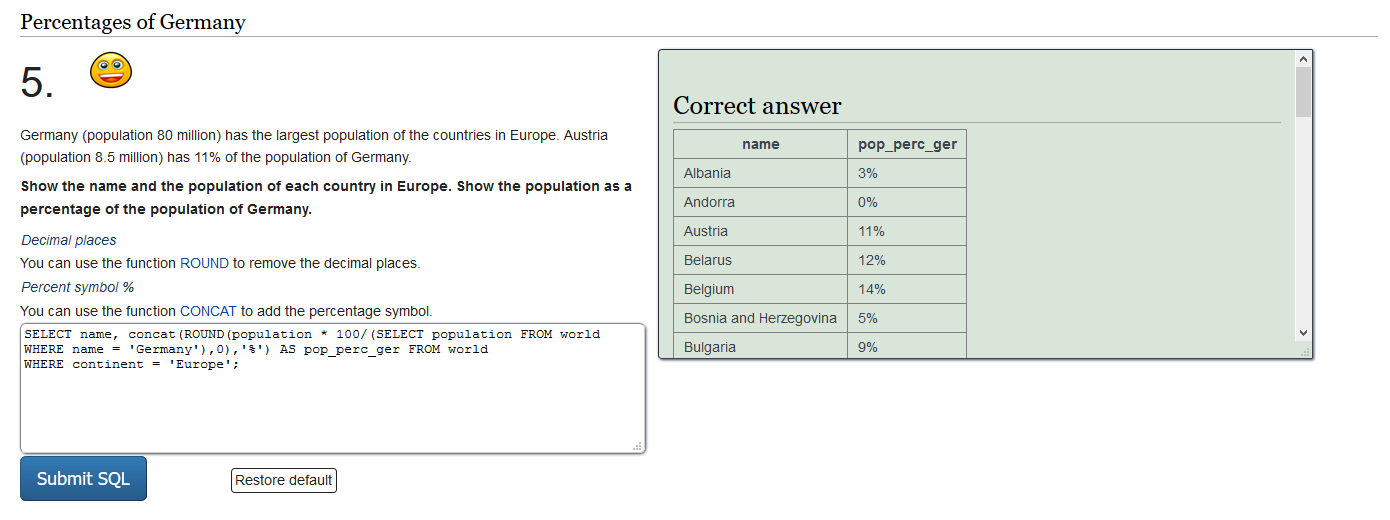 Percentages of Germany
5.
Germany (population 80 million) has the largest population of the countries in Europe. Austria
(population 8.5 million) has 11% of the population of Germany.
Show the name and the population of each country in Europe. Show the population as a
percentage of the population of Germany.
Decimal places
You can use the function ROUND to remove the decimal places.
Percent symbol %
You can use the function CONCAT to add the percentage symbol.
SELECT name, concat(ROUND(population * 100/(SELECT population FROM world
WHERE name = 'Germany'),0),'%') AS pop_perc_ger FROM world
WHERE continent = 'Europe';
Submit SQL
Restore default
Correct answer
name pop_perc_ger
Albania 3%
Andorra 0%
Austria 11%
Belarus 12%
Belgium 14%
Bosnia and Herzegovina 5%
Bulgaria 9%